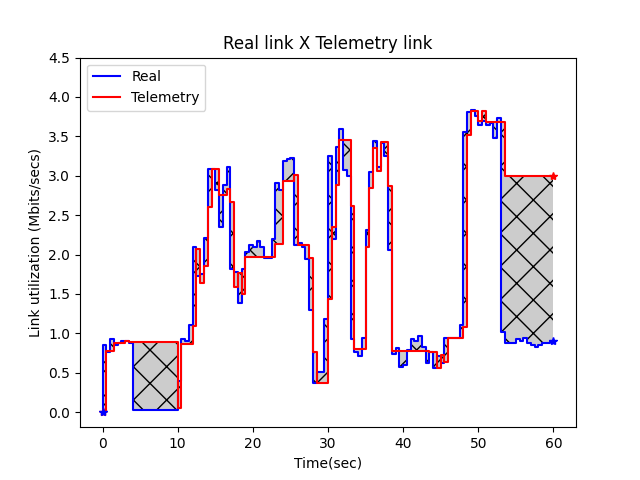 Real link X Telemetry link
Real
Telemetry
Link utilization (Mbits/secs)
4.5
4.0
3.5
3.0
2.5
2.0
1.5
1.0
0.5
0.0
0 10 20 30 40 50 60
Time(sec)